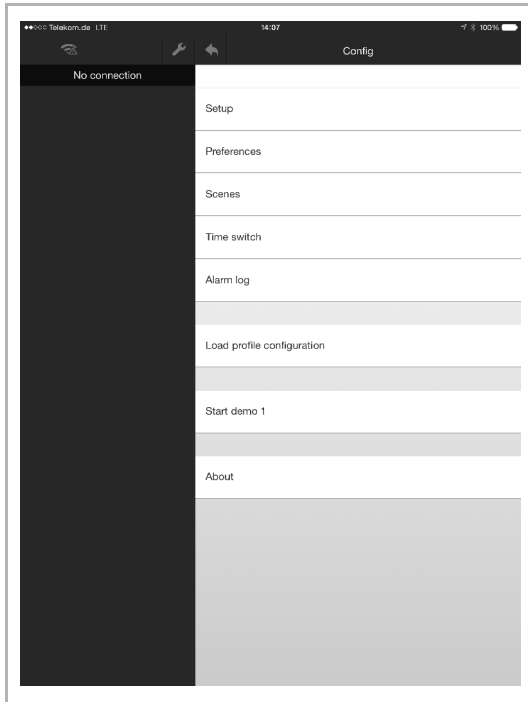 Telekom.de LTE 14:07 100%
Config
No connection
Setup
Preferences
Scenes
Time switch
Alarm log
Load profile configuration
Start demo 1
About